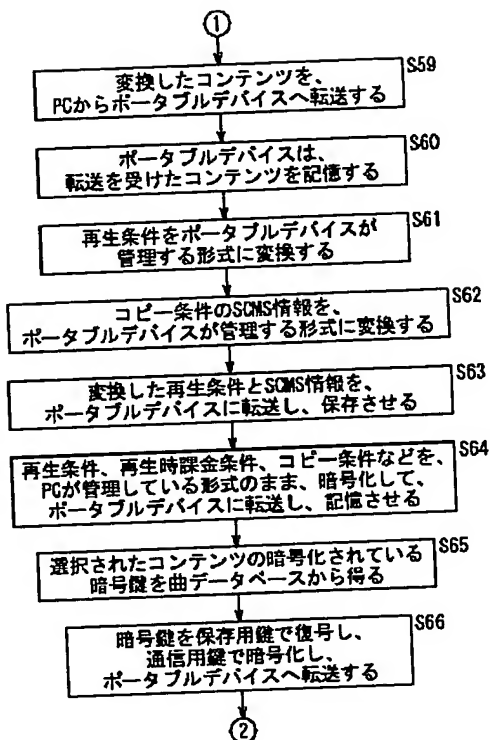 1
変換したコンテンツを、
PCからポータブルデバイスへ転送する
S59
ポータブルデバイスは、
転送を受けたコンテンツを記憶する
S60
再生条件をポータブルデバイスが
管理する形式に変換する
S61
コピー条件のSCMS情報を、
ポータブルデバイスが管理する形式に変換する
S62
変換した再生条件とSCMS情報を、
ポータブルデバイスに転送し、保存させる
S63
再生条件、再生時課金条件、コピー条件などを、
PCが管理している形式のまま、暗号化して、
ポータブルデバイスに転送し、記憶させる
S64
選択されたコンテンツの暗号化されている
暗号鍵を曲データベースから得る
S65
暗号鍵を保存用鍵で復号し、
通信用鍵で暗号化し、
ポータブルデバイスへ転送する
S66
2